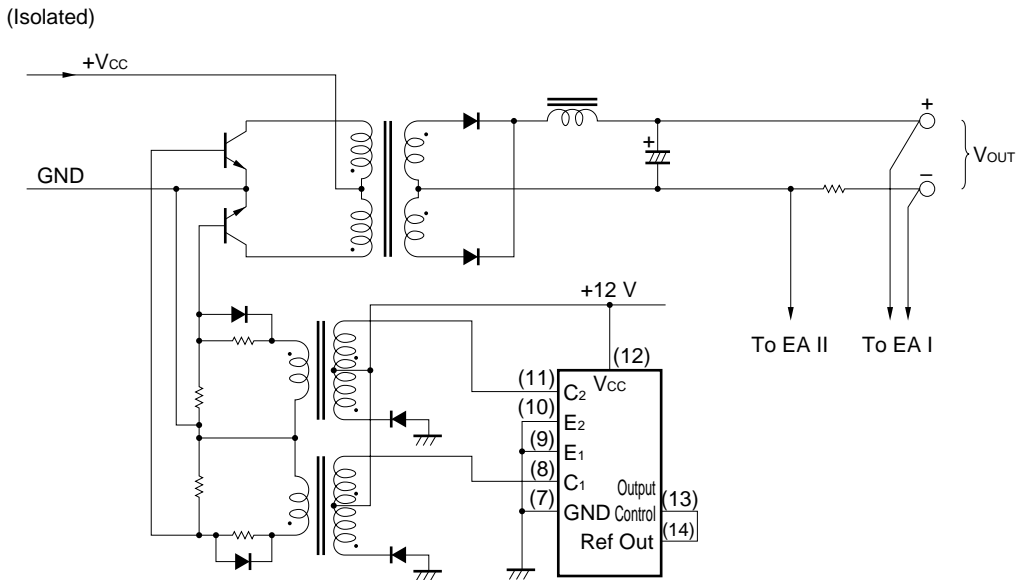 (Isolated)
+VCC
GND
+
+
−
VOUT
+12 V
To EA II
To EA I
(12)
VCC
(11)
C2
(10)
E2
(9)
E1
(8)
C1
Output
(7)
GND
Control
(13)
Ref Out
(14)